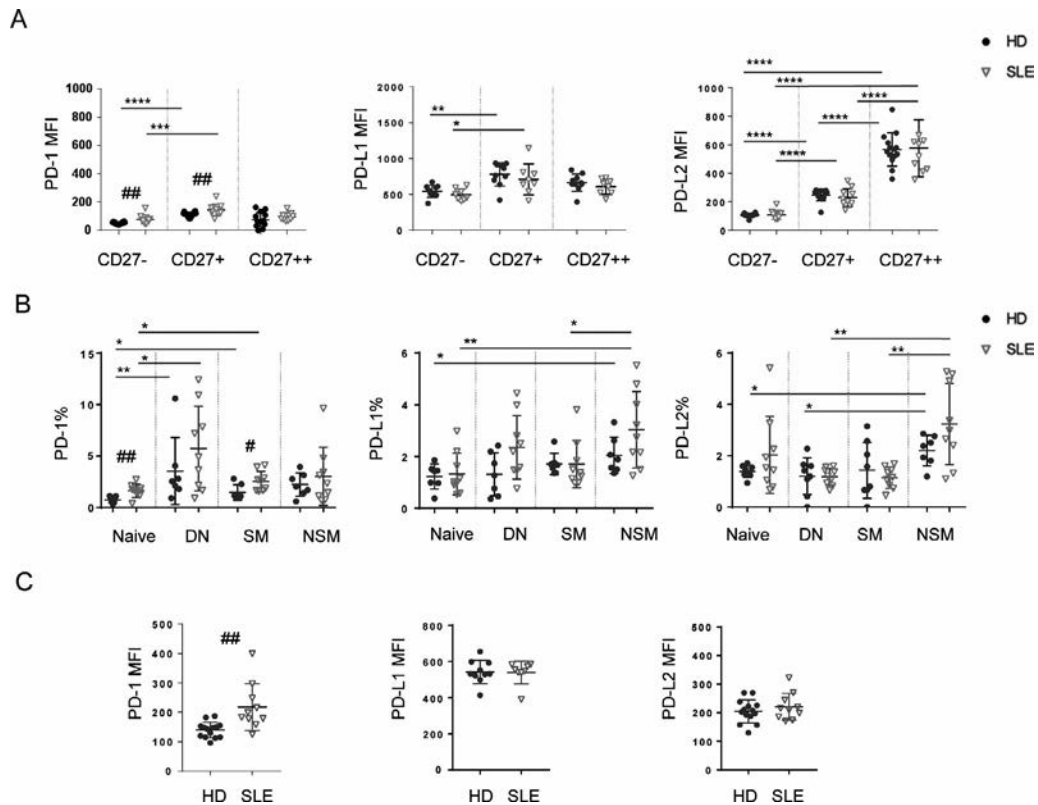 A
HD
SLE
PD-1 MFI
1000
800
600
400
200
0
****
***
##
##
CD27-
CD27+
CD27++
PD-L1 MFI
2000
1500
1000
500
0
**
*
CD27-
CD27+
CD27++
PD-L2 MFI
1000
800
600
400
200
0
****
****
****
****
****
****
CD27-
CD27+
CD27++
B
HD
SLE
PD-1%
15
10
5
0
*
*
*
**
##
#
Naive
DN
SM
NSM
PD-L1%
6
4
2
0
*
**
*
Naive
DN
SM
NSM
PD-L2%
6
4
2
0
**
**
*
*
Naive
DN
SM
NSM
C
PD-1 MFI
500
400
300
200
100
0
##
HD SLE
PD-L1 MFI
800
600
400
200
0
HD SLE
PD-L2 MFI
500
400
300
200
100
0
HD SLE